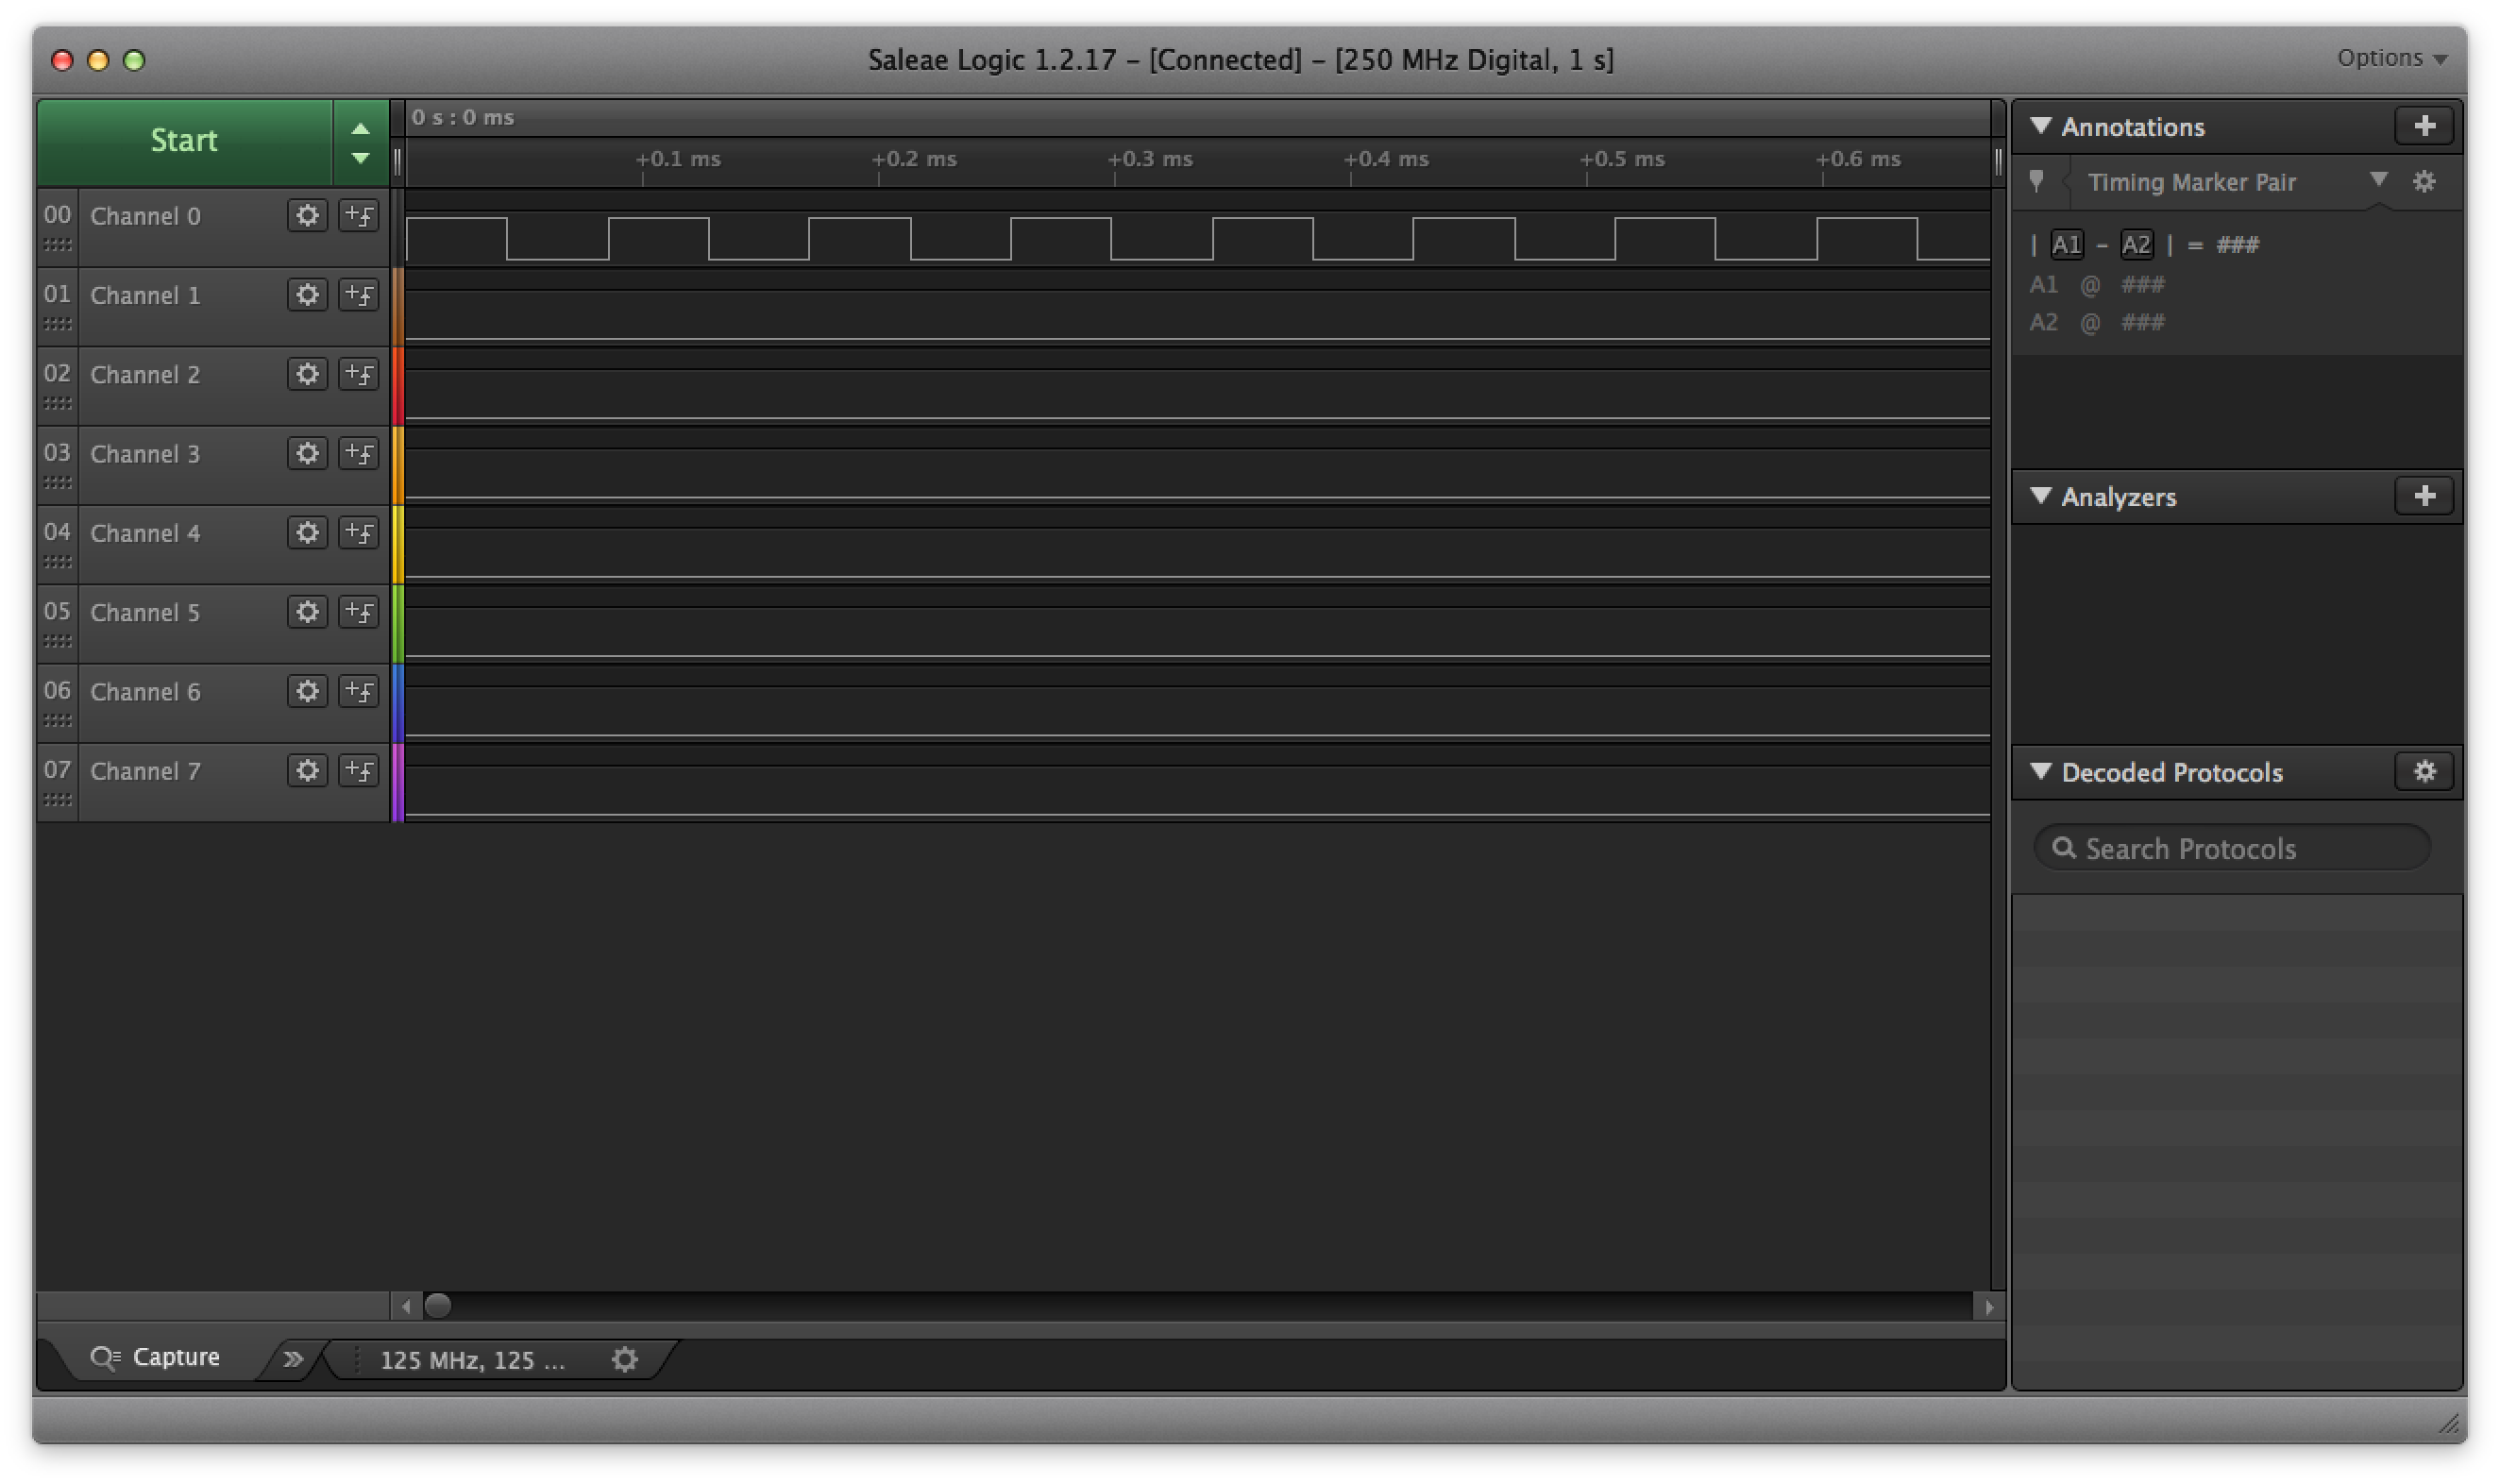 Saleae Logic 1.2.17 – [Connected] – [250 MHz Digital, 1 s]
Options
Start
0 s : 0 ms
+0.1 ms
+0.2 ms
+0.3 ms
+0.4 ms
+0.5 ms
+0.6 ms
00 Channel 0
01 Channel 1
02 Channel 2
03 Channel 3
04 Channel 4
05 Channel 5
06 Channel 6
07 Channel 7
Annotations
Timing Marker Pair
| A1 - A2 | = ###
A1 @ ###
A2 @ ###
Analyzers
Decoded Protocols
Search Protocols
Capture
125 MHz, 125 ...